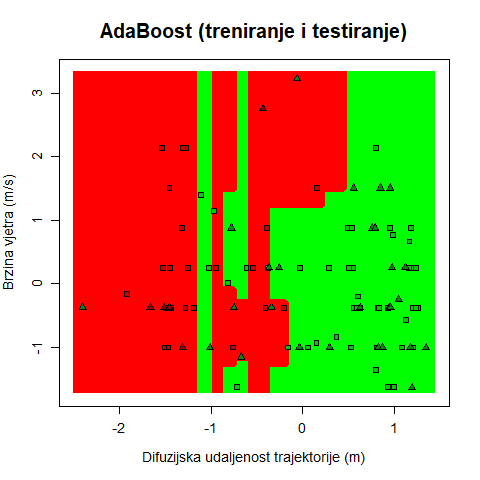 AdaBoost (treniranje i testiranje)
Brzina vjetra (m/s)
3
2
1
0
-1
-2 -1 0 1
Difuzijska udaljenost trajektorije (m)